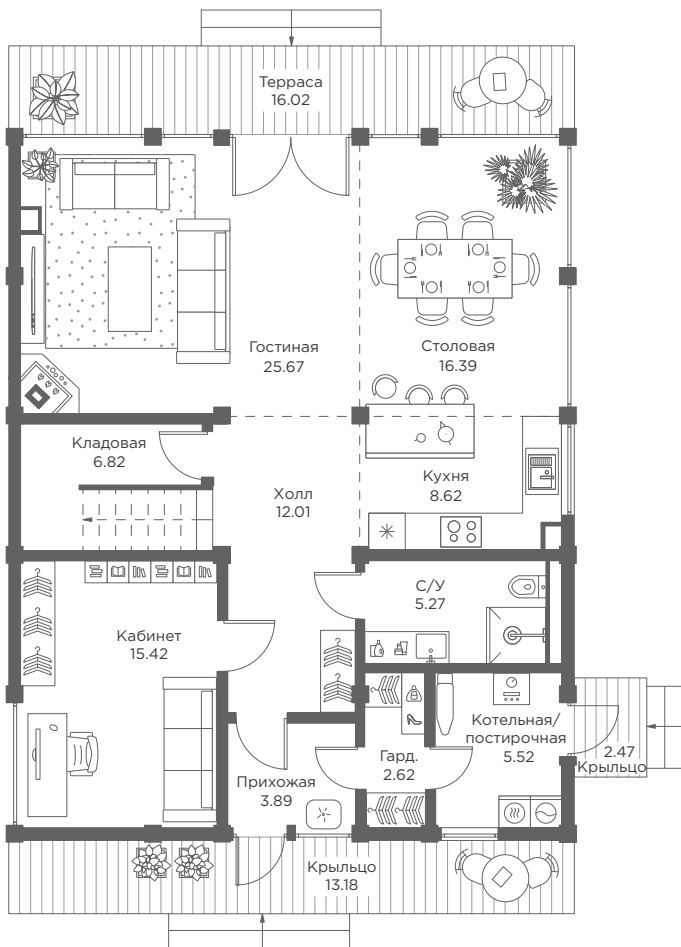 Терраса
16.02
Гостиная
25.67
Столовая
16.39
Кладовая
6.82
Холл
12.01
Кухня
8.62
С/У
5.27
Кабинет
15.42
Котельная/
постирочная
5.52
2.47
Крыльцо
Гард.
2.62
Прихожая
3.89
Крыльцо
13.18